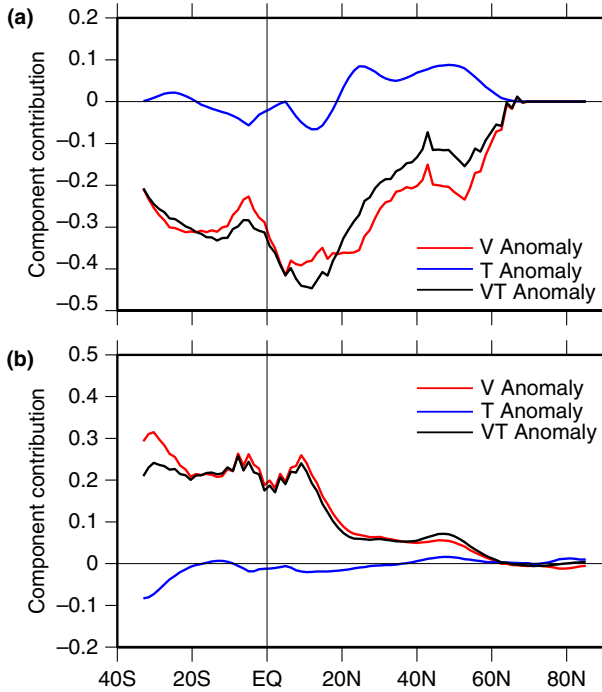 (a)
0.2
0.1
0
–0.1
–0.2
–0.3
–0.4
–0.5
Component contribution
V Anomaly
T Anomaly
VT Anomaly
(b)
0.5
0.4
0.3
0.2
0.1
0
–0.1
–0.2
Component contribution
V Anomaly
T Anomaly
VT Anomaly
40S 20S EQ 20N 40N 60N 80N